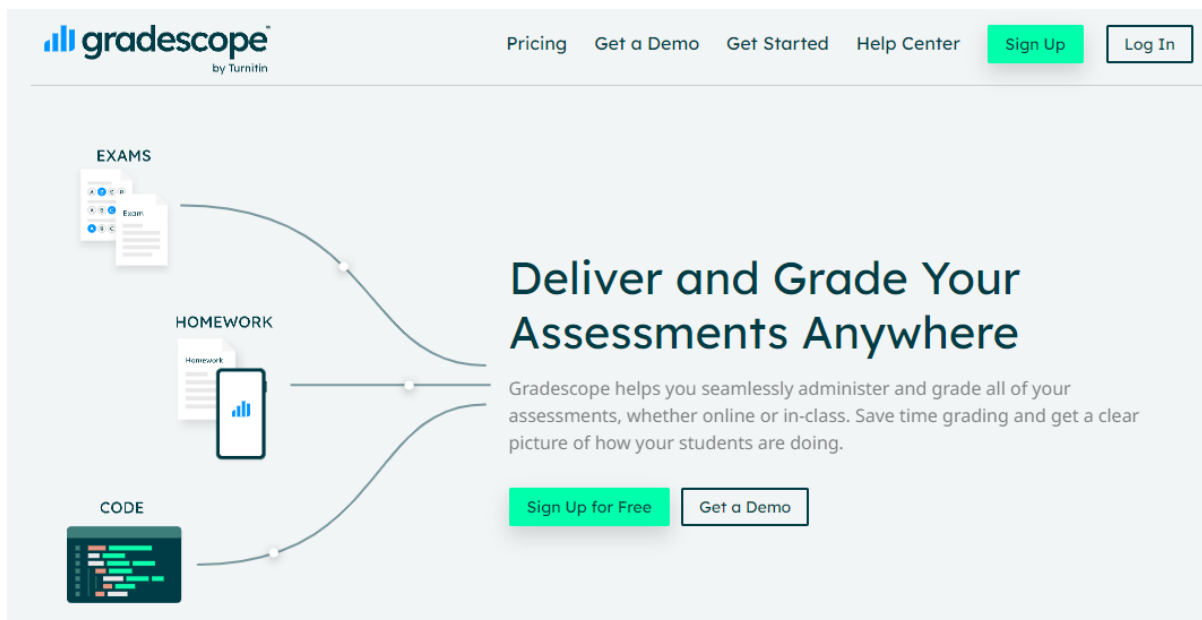 gradescope™
by Turnitin
Pricing Get a Demo Get Started Help Center Sign Up Log In
EXAMS
Exam
HOMEWORK
Homework
CODE
Deliver and Grade Your
Assessments Anywhere
Gradescope helps you seamlessly administer and grade all of your
assessments, whether online or in-class. Save time grading and get a clear
picture of how your students are doing.
Sign Up for Free Get a Demo